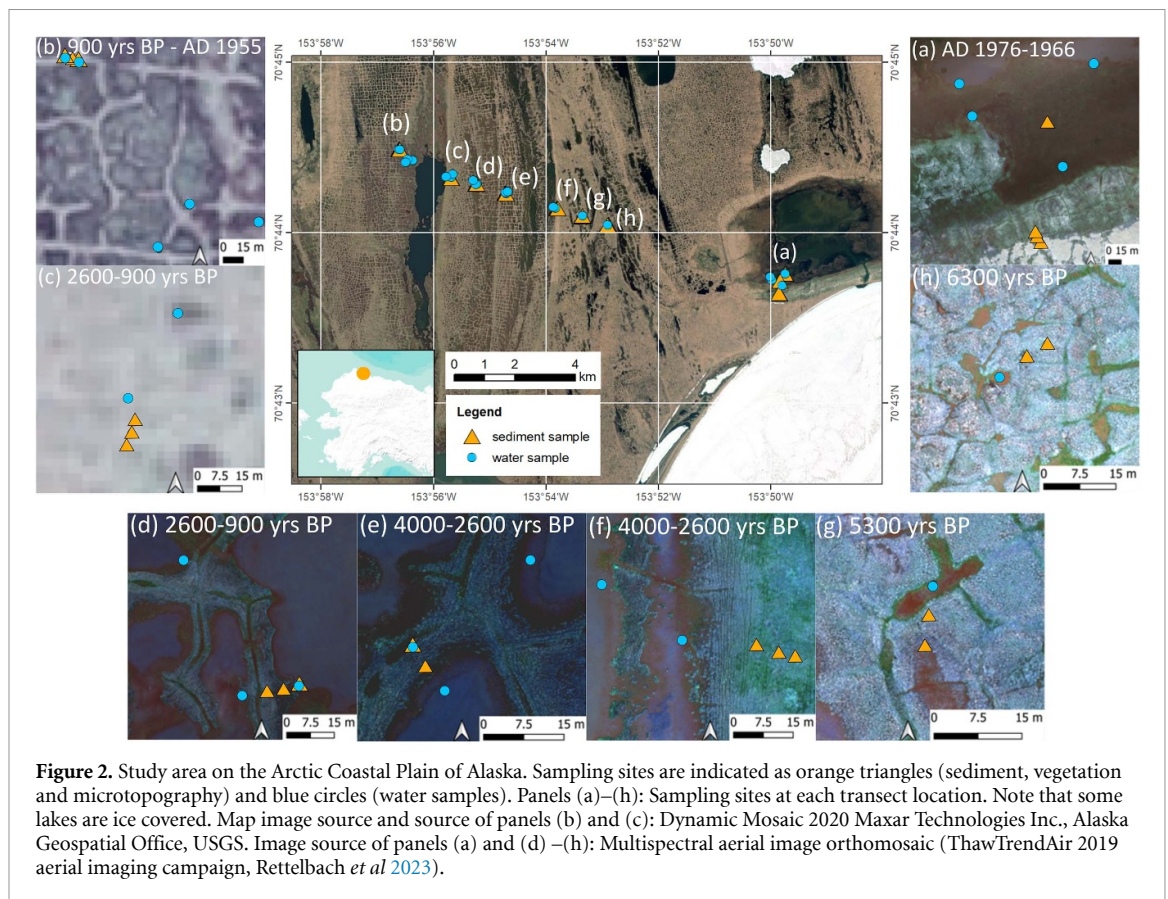 (b) 900 yrs BP - AD 1955
0 15 m
(c) 2600-900 yrs BP
0 7.5 15 m
153°58'W 153°56'W 153°54'W 153°52'W 153°50'W
70°45'N 70°45'N
(b)
(c)
(d)
(e)
(f)
(g)
(h)
70°44'N 70°44'N
(a)
0 1 2 4
km
70°43'N 70°43'N
Legend
sediment sample
water sample
153°58'W 153°56'W 153°54'W 153°52'W 153°50'W
(a) AD 1976-1966
0 15 m
(h) 6300 yrs BP
0 7.5 15 m
(d) 2600-900 yrs BP
0 7.5 15 m
(e) 4000-2600 yrs BP
0 7.5 15 m
(f) 4000-2600 yrs BP
0 7.5 15 m
(g) 5300 yrs BP
0 7.5 15 m
Figure 2. Study area on the Arctic Coastal Plain of Alaska. Sampling sites are indicated as orange triangles (sediment, vegetation
and microtopography) and blue circles (water samples). Panels (a)–(h): Sampling sites at each transect location. Note that some
lakes are ice covered. Map image source and source of panels (b) and (c): Dynamic Mosaic 2020 Maxar Technologies Inc., Alaska
Geospatial Office, USGS. Image source of panels (a) and (d) –(h): Multispectral aerial image orthomosaic (ThawTrendAir 2019
aerial imaging campaign, Rettelbach et al 2023).